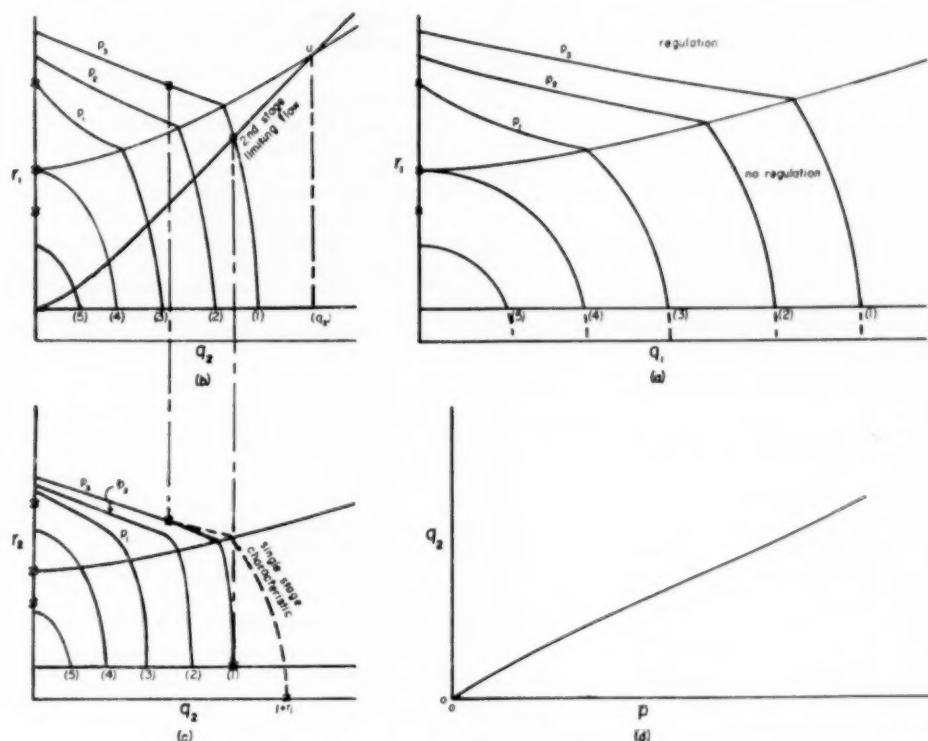 p₃
p₂
p₁
r₁
2nd stage
limiting flow
u
(5) (4) (3) (2) (1) (q₂')
q₂
(b)
regulation
p₃
p₂
p₁
r₁
no regulation
(5) (4) (3) (2) (1)
q₁
(a)
p₃
p₂
p₁
r₂
single stage
characteristic
(5) (4) (3) (2) (1)
q₂
(c)
q₂
o
o
p
(d)